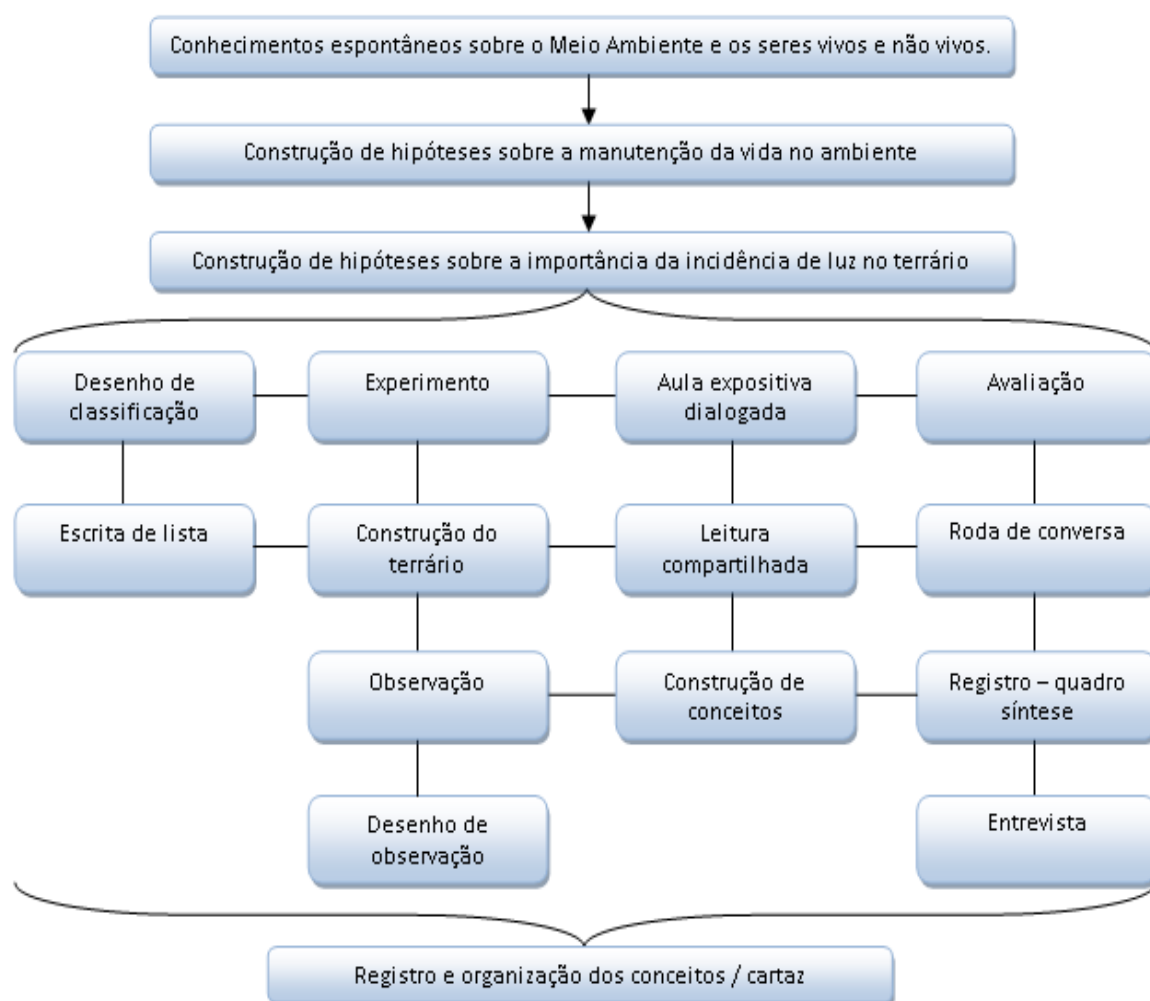 Conhecimentos espontâneos sobre o Meio Ambiente e os seres vivos e não vivos.
Construção de hipóteses sobre a manutenção da vida no ambiente
Construção de hipóteses sobre a importância da incidência de luz no terrário
Desenho de
classificação
Experimento
Aula expositiva
dialogada
Avaliação
Escrita de lista
Construção do
terrário
Leitura
compartilhada
Roda de conversa
Observação
Construção de
conceitos
Registro – quadro
síntese
Desenho de
observação
Entrevista
Registro e organização dos conceitos / cartaz